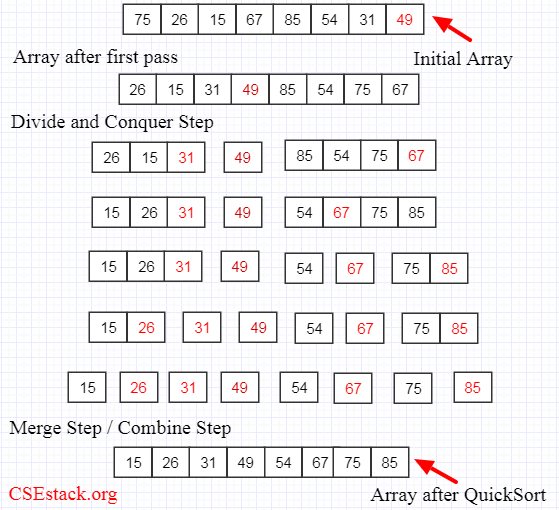 75 26 15 67 85 54 31 49
Array after first pass
Initial Array
26 15 31 49 85 54 75 67
Divide and Conquer Step
26 15 31 49 85 54 75 67
15 26 31 49 54 67 75 85
15 26 31 49 54 67 75 85
15 26 31 49 54 67 75 85
15 26 31 49 54 67 75 85
Merge Step / Combine Step
15 26 31 49 54 67 75 85
CSEstack.org
Array after QuickSort